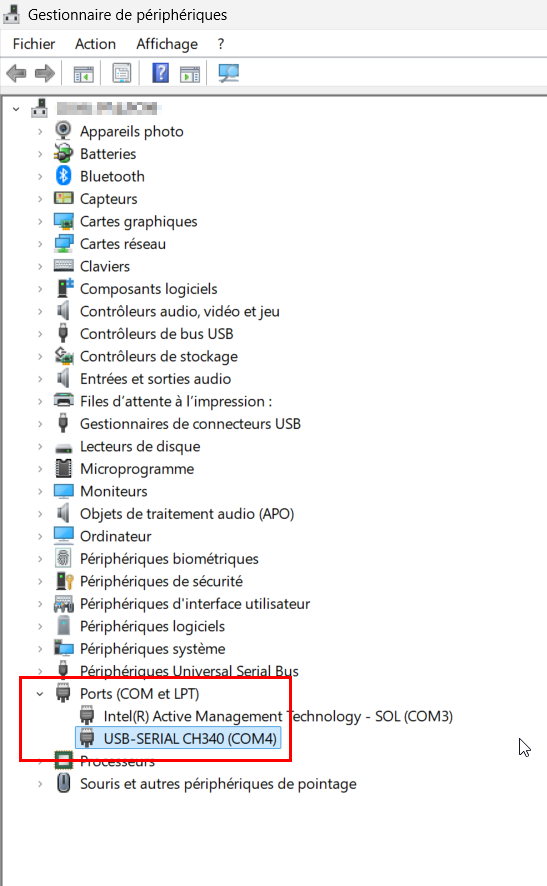 Gestionnaire de périphériques
Fichier Action Affichage ?
Appareils photo
Batteries
Bluetooth
Capteurs
Cartes graphiques
Cartes réseau
Claviers
Composants logiciels
Contrôleurs audio, vidéo et jeu
Contrôleurs de bus USB
Contrôleurs de stockage
Entrées et sorties audio
Files d’attente à l’impression :
Gestionnaires de connecteurs USB
Lecteurs de disque
Microprogramme
Moniteurs
Objets de traitement audio (APO)
Ordinateur
Périphériques biométriques
Périphériques de sécurité
Périphériques d'interface utilisateur
Périphériques logiciels
Périphériques système
Périphériques Universal Serial Bus
Ports (COM et LPT)
Intel(R) Active Management Technology - SOL (COM3)
USB-SERIAL CH340 (COM4)
Processeurs
Souris et autres périphériques de pointage